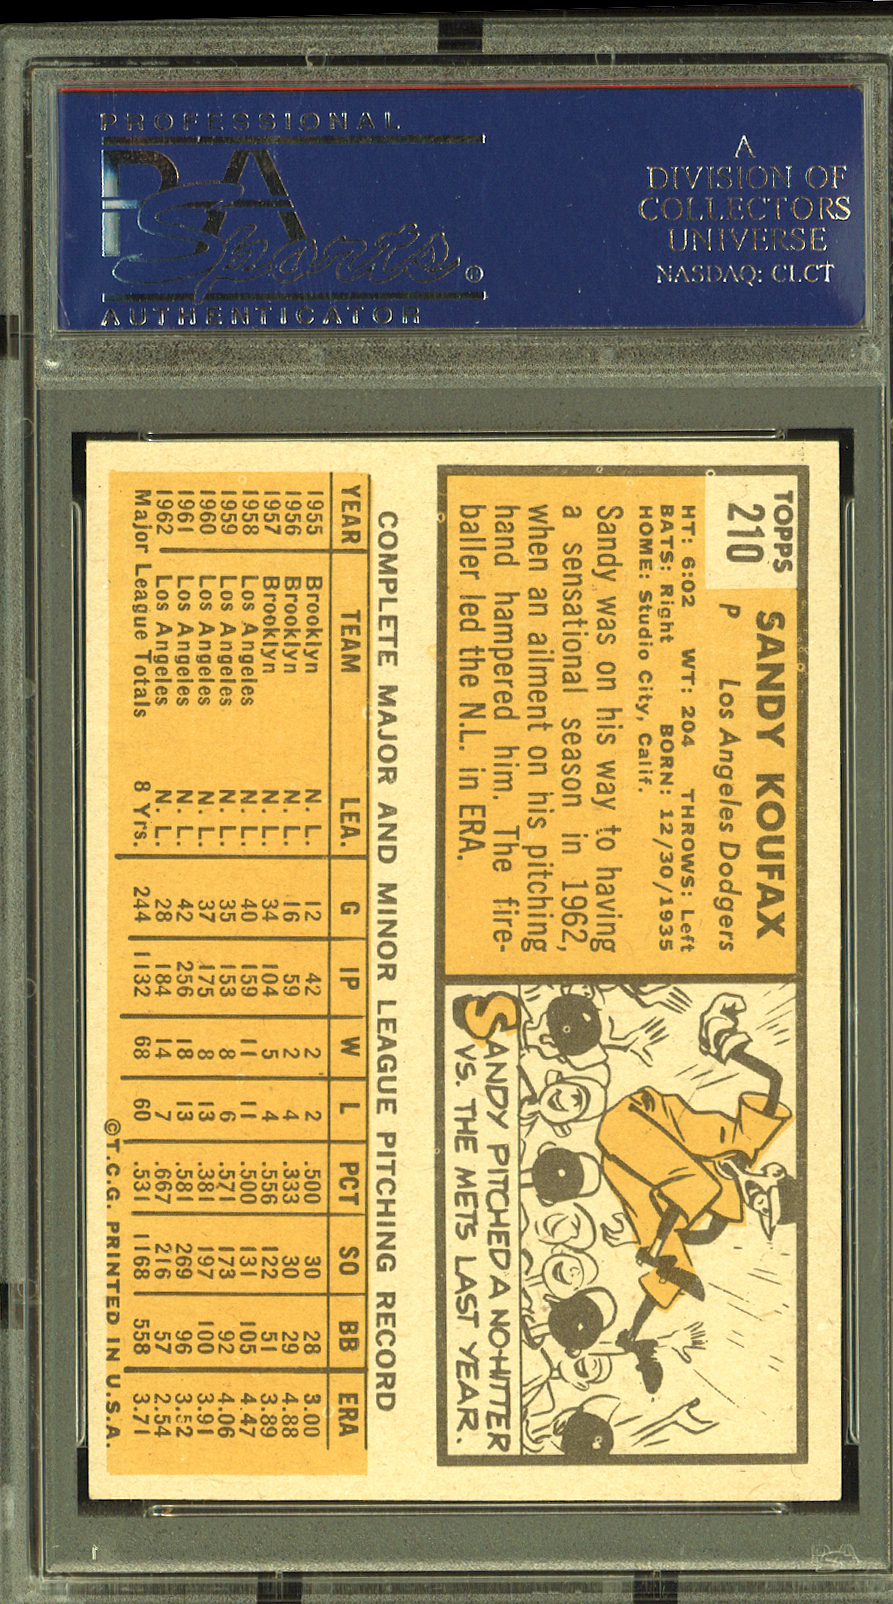 PROFESSIONAL
PSA
Sports®
AUTHENTICATOR
A
DIVISION OF
COLLECTORS
UNIVERSE
NASDAQ: CLCT
TOPPS
210
SANDY KOUFAX
P Los Angeles Dodgers
HT: 6:02 WT: 204 THROWS: Left
BATS: Right BORN: 12/30/1935
HOME: Studio City, Calif.
Sandy was on his way to having
a sensational season in 1962,
when an ailment on his pitching
hand hampered him. The fire-
baller led the N.L. in ERA.
SANDY PITCHED A NO-HITTER
VS. THE METS LAST YEAR.
COMPLETE MAJOR AND MINOR LEAGUE PITCHING RECORD
YEAR TEAM LEA. G IP W L PCT SO BB ERA
1955 Brooklyn N. L. 12 42 2 2 .500 30 28 3.00
1956 Brooklyn N. L. 16 59 2 4 .333 30 29 4.88
1957 Brooklyn N. L. 34 104 5 4 .556 122 51 3.89
1958 Los Angeles N. L. 40 159 11 11 .500 131 105 4.47
1959 Los Angeles N. L. 35 153 8 6 .571 173 92 4.06
1960 Los Angeles N. L. 37 175 8 13 .381 197 100 3.91
1961 Los Angeles N. L. 42 256 18 13 .581 269 96 3.52
1962 Los Angeles N. L. 28 184 14 7 .667 216 57 2.54
Major League Totals 8 Yrs. 244 1132 68 60 .531 1168 558 3.71
©T.C.G. PRINTED IN U.S.A.